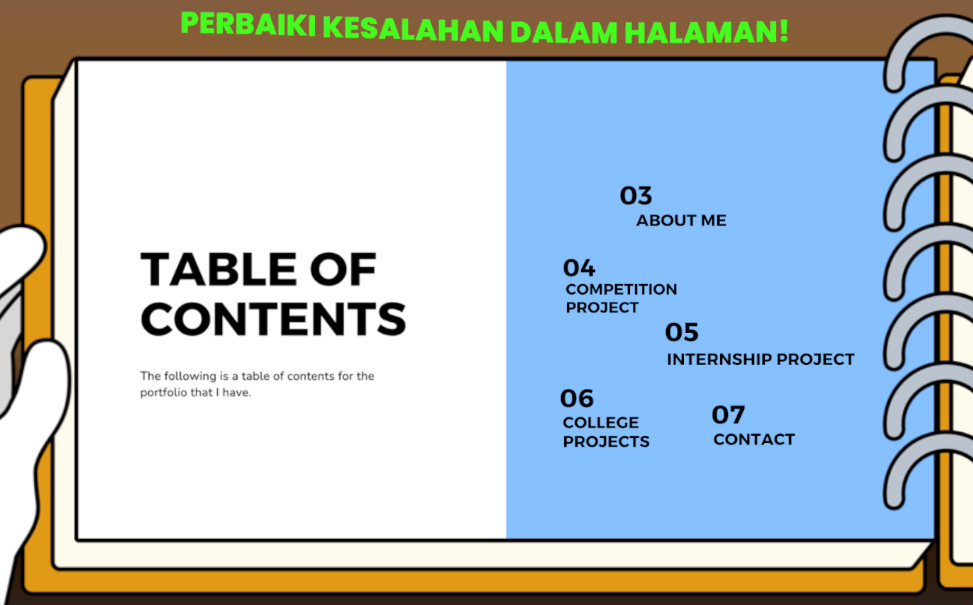 PERBAIKI KESALAHAN DALAM HALAMAN!
TABLE OF
CONTENTS
The following is a table of contents for the
portfolio that I have.
03
ABOUT ME
04
COMPETITION
PROJECT
05
INTERNSHIP PROJECT
06
COLLEGE
PROJECTS
07
CONTACT